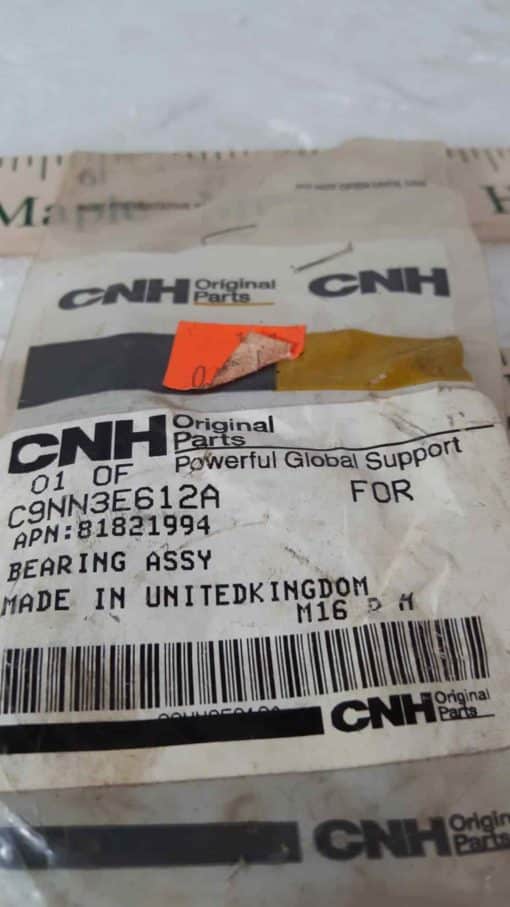 Maple
CNH Original
Parts
CNH
CNH Original
Parts
Powerful Global Support
01 OF
C9NN3E612A
FOR
APN:81821994
BEARING ASSY
MADE IN UNITEDKINGDOM
M16
CNH Original
Parts
CNH
Parts